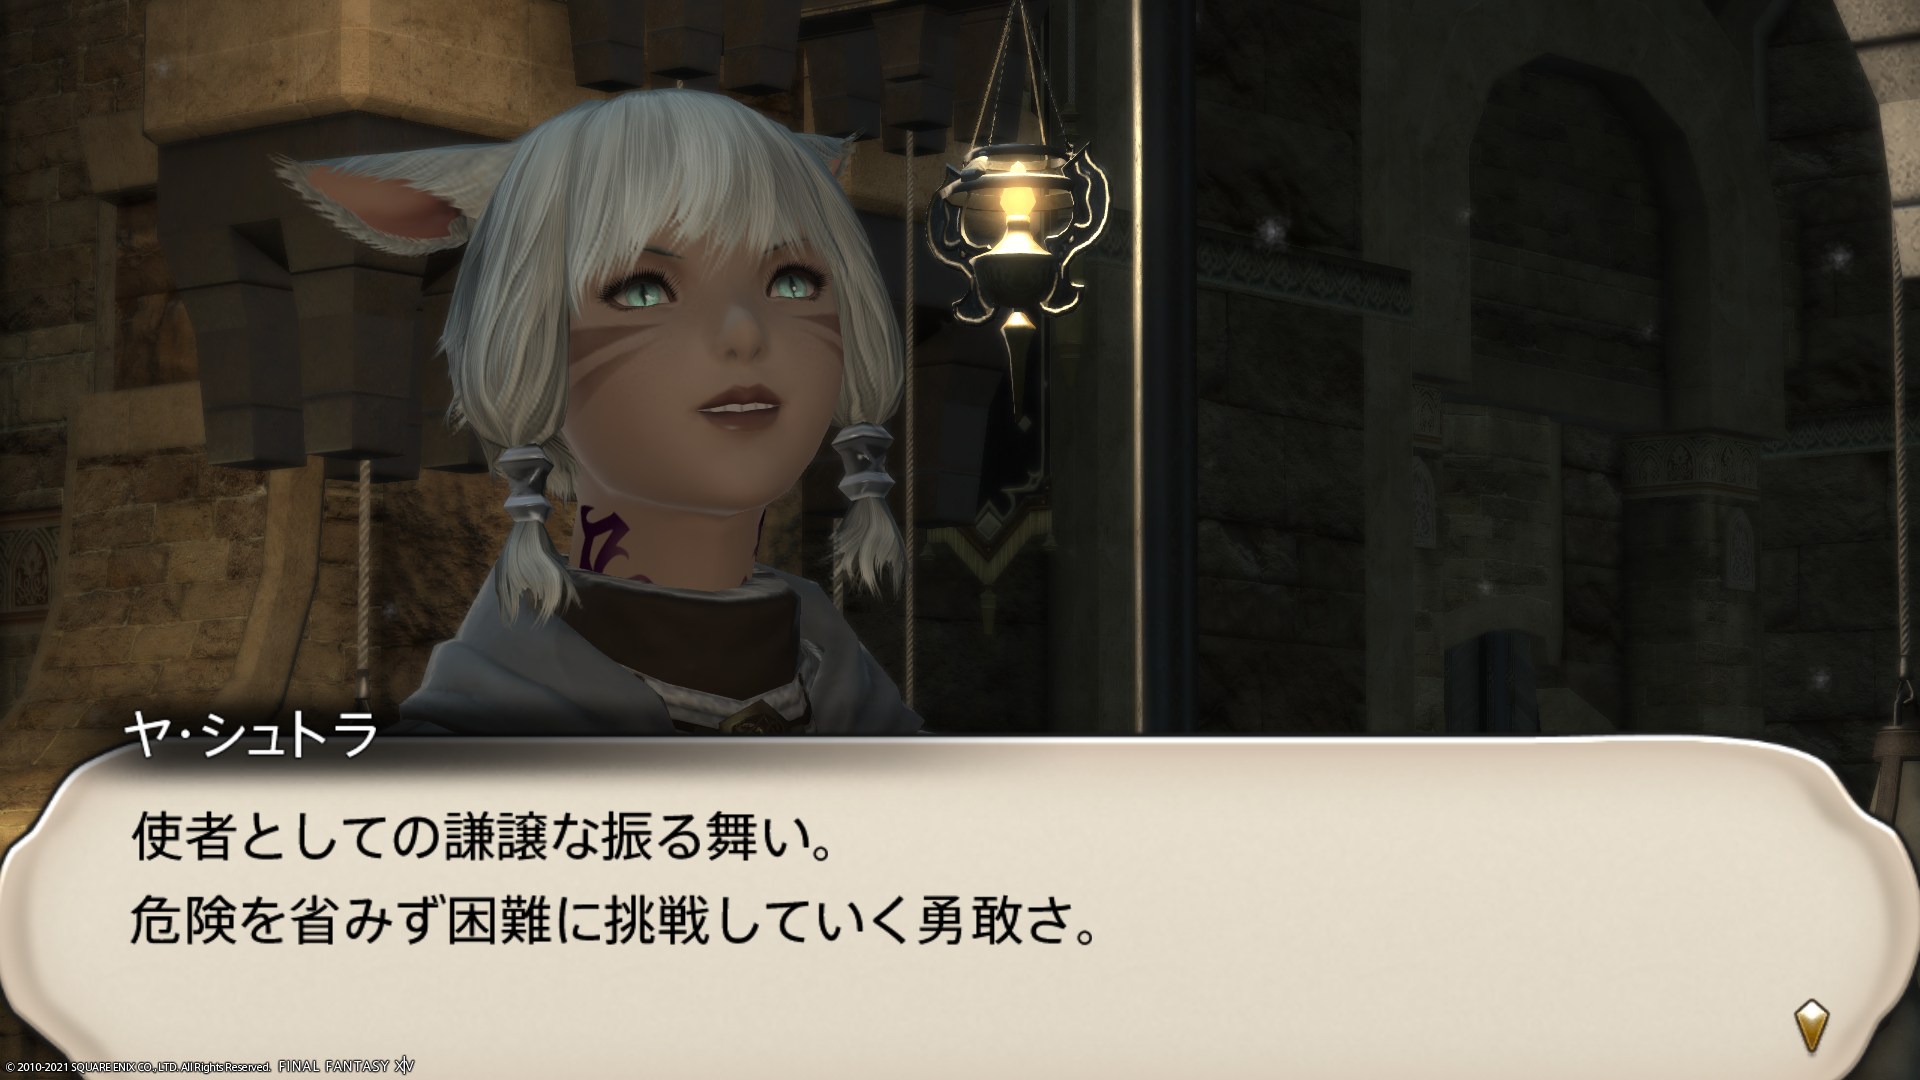 ヤ・シュトラ
使者としての謙譲な振る舞い。
危険を省みず困難に挑戦していく勇敢さ。
© 2010-2021 SQUARE ENIX CO., LTD. All Rights Reserved. FINAL FANTASY XIV